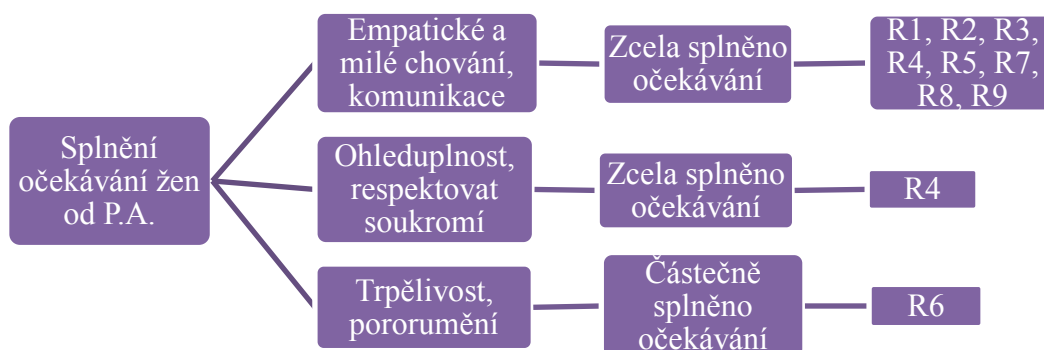 Splnění
očekávání žen
od P.A.
Empatické a
milé chování,
komunikace
Zcela splněno
očekávání
R1, R2, R3,
R4, R5, R7,
R8, R9
Ohleduplnost,
respektovat
soukromí
Zcela splněno
očekávání
R4
Trpělivost,
pororumění
Částečně
splněno
očekávání
R6